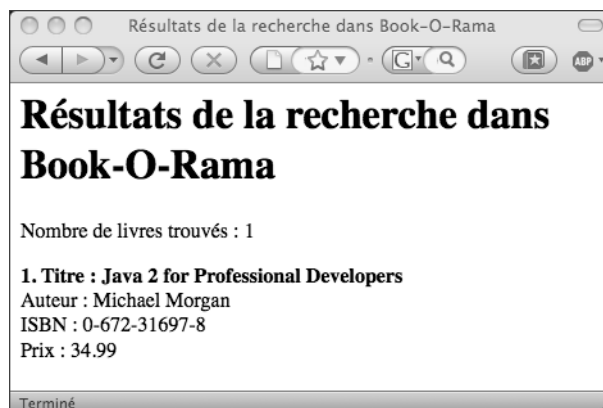 Résultats de la recherche dans Book-O-Rama
G
ABP
Résultats de la recherche dans
Book-O-Rama
Nombre de livres trouvés : 1
1. Titre : Java 2 for Professional Developers
Auteur : Michael Morgan
ISBN : 0-672-31697-8
Prix : 34.99
Terminé